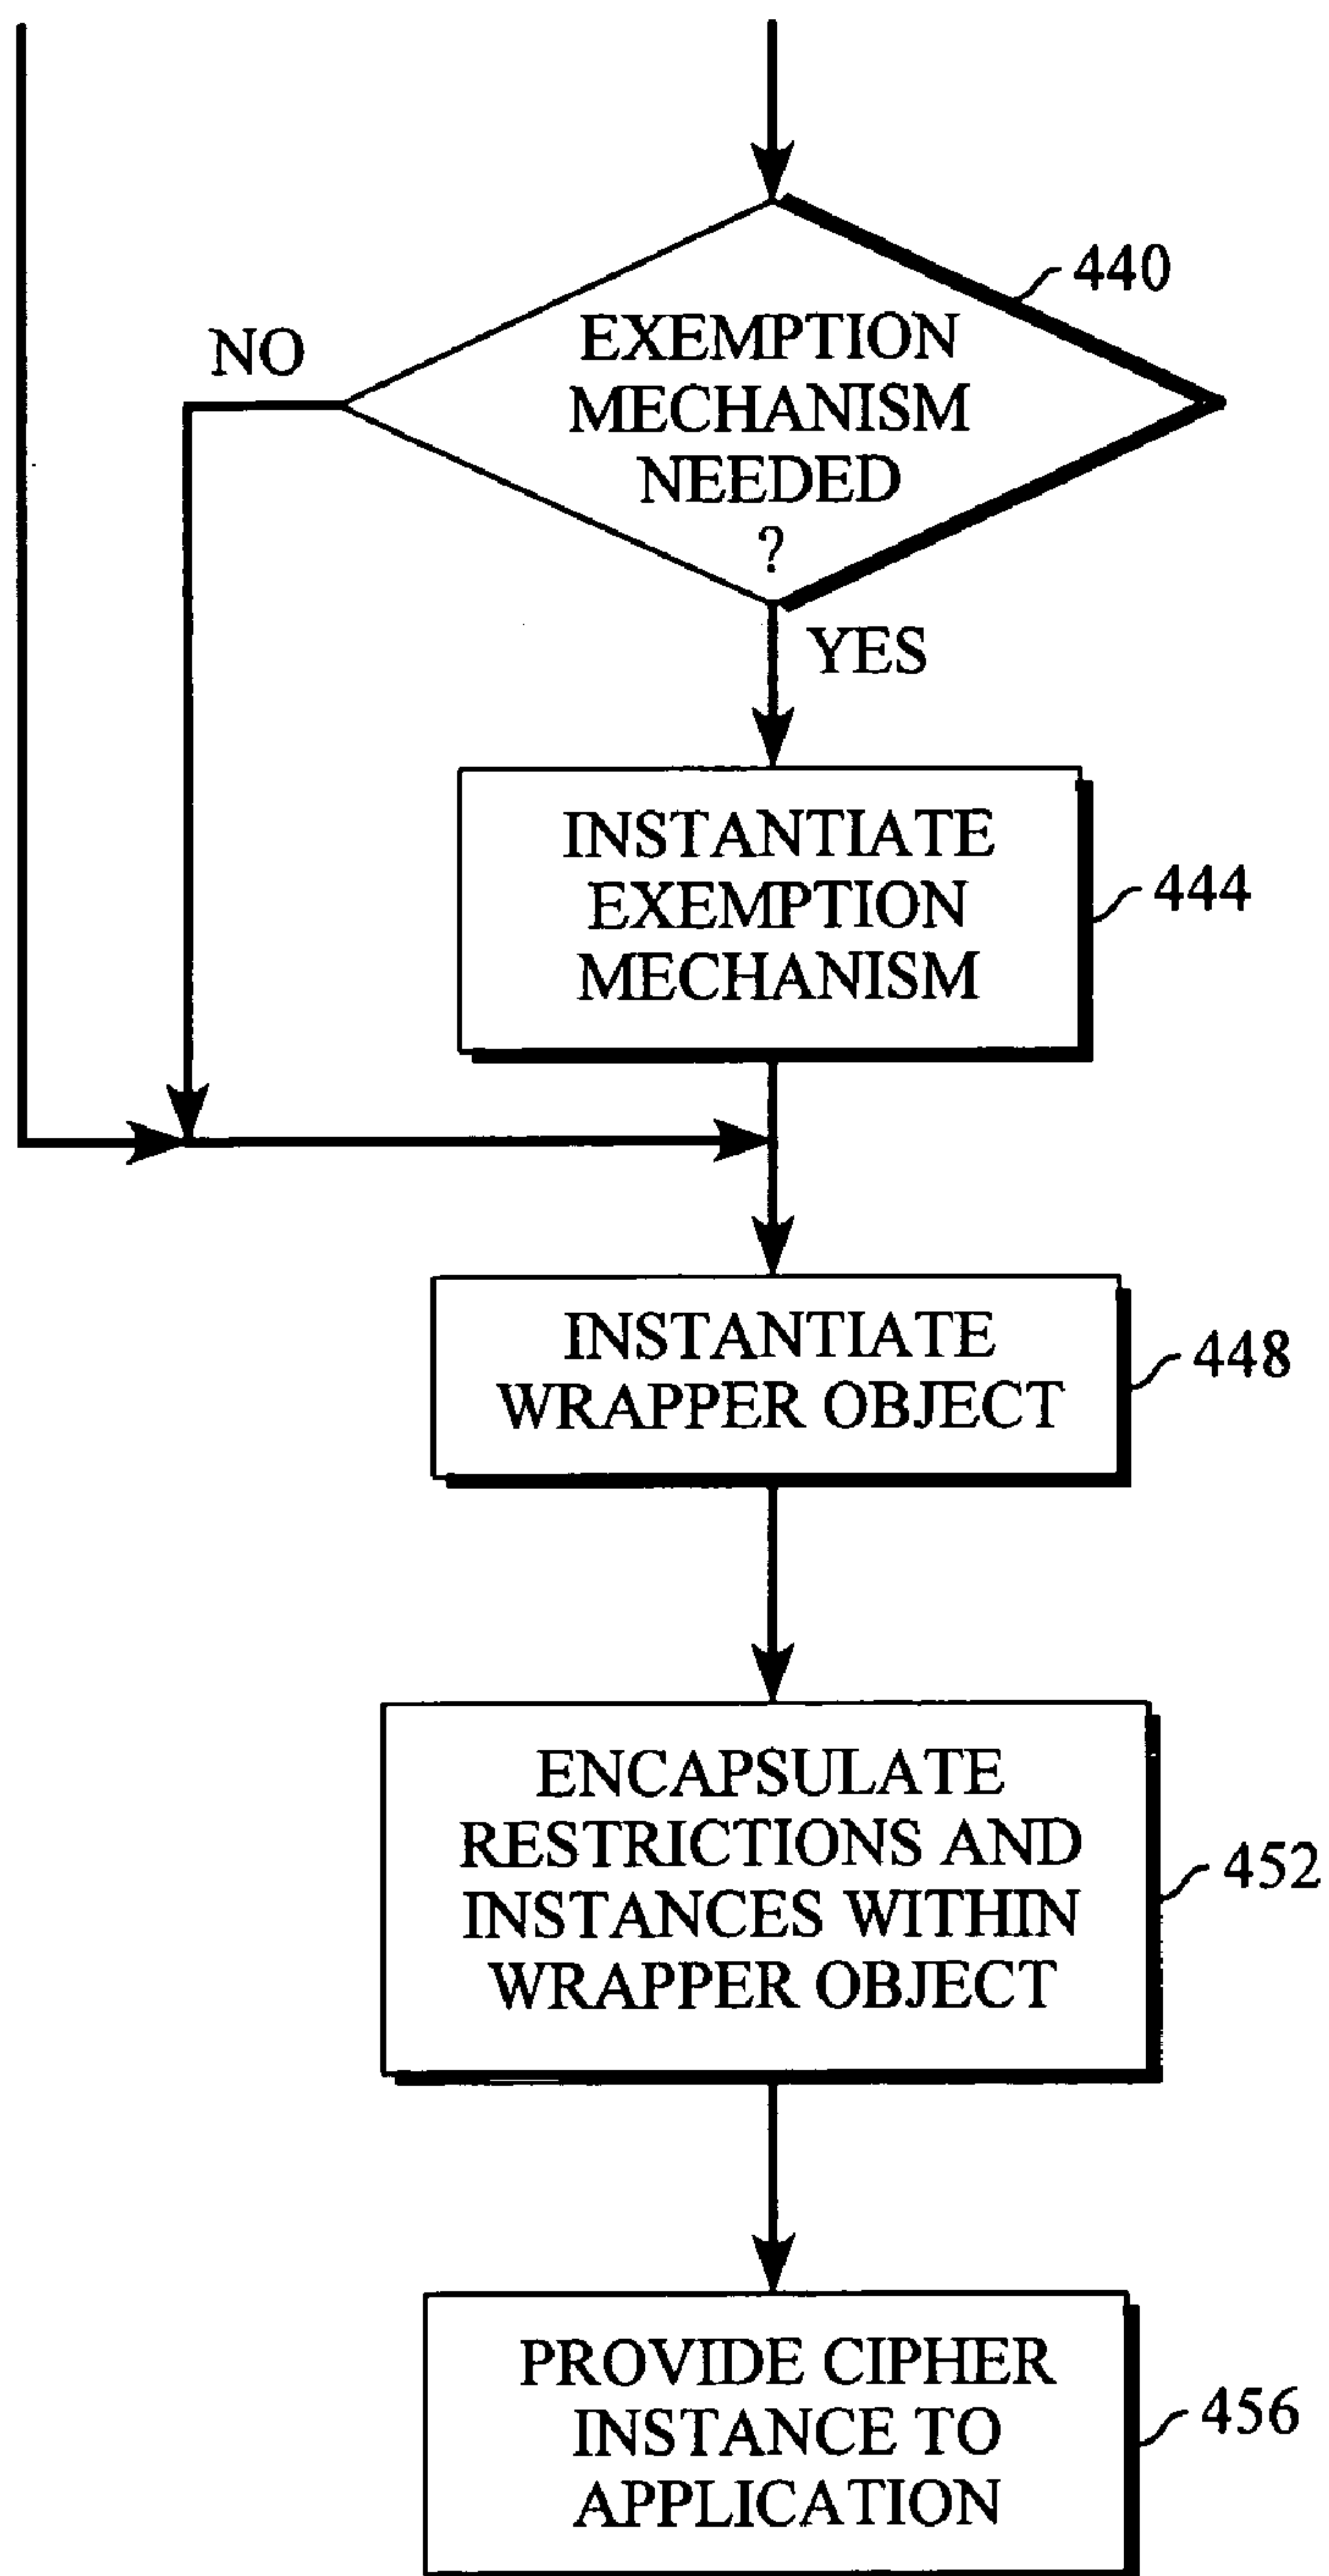 440
EXEMPTION
MECHANISM
NEEDED
?
NO
YES
INSTANTIATE
EXEMPTION
MECHANISM
444
INSTANTIATE
WRAPPER OBJECT
448
ENCAPSULATE
RESTRICTIONS AND
INSTANCES WITHIN
WRAPPER OBJECT
452
PROVIDE CIPHER
INSTANCE TO
APPLICATION
456